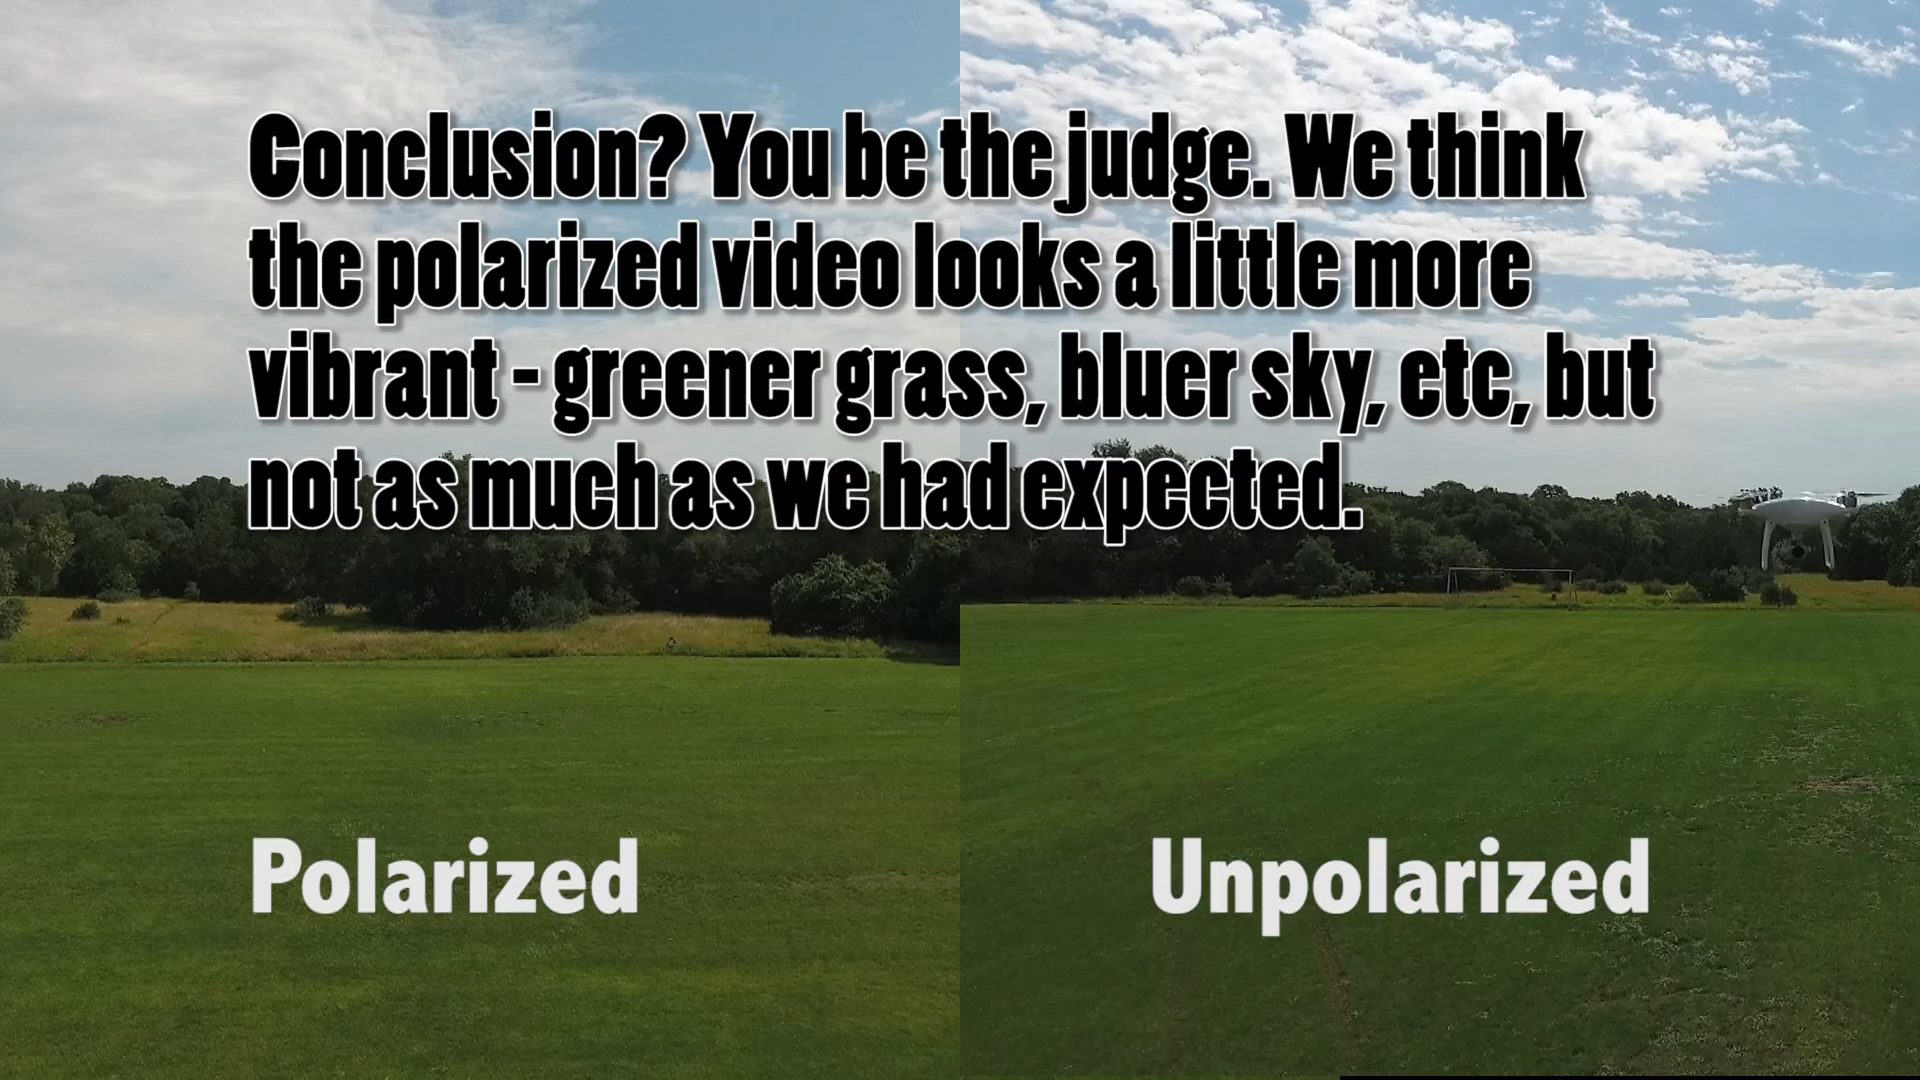 Conclusion? You be the judge. We think
the polarized video looks a little more
vibrant - greener grass, bluer sky, etc, but
not as much as we had expected.
Polarized
Unpolarized